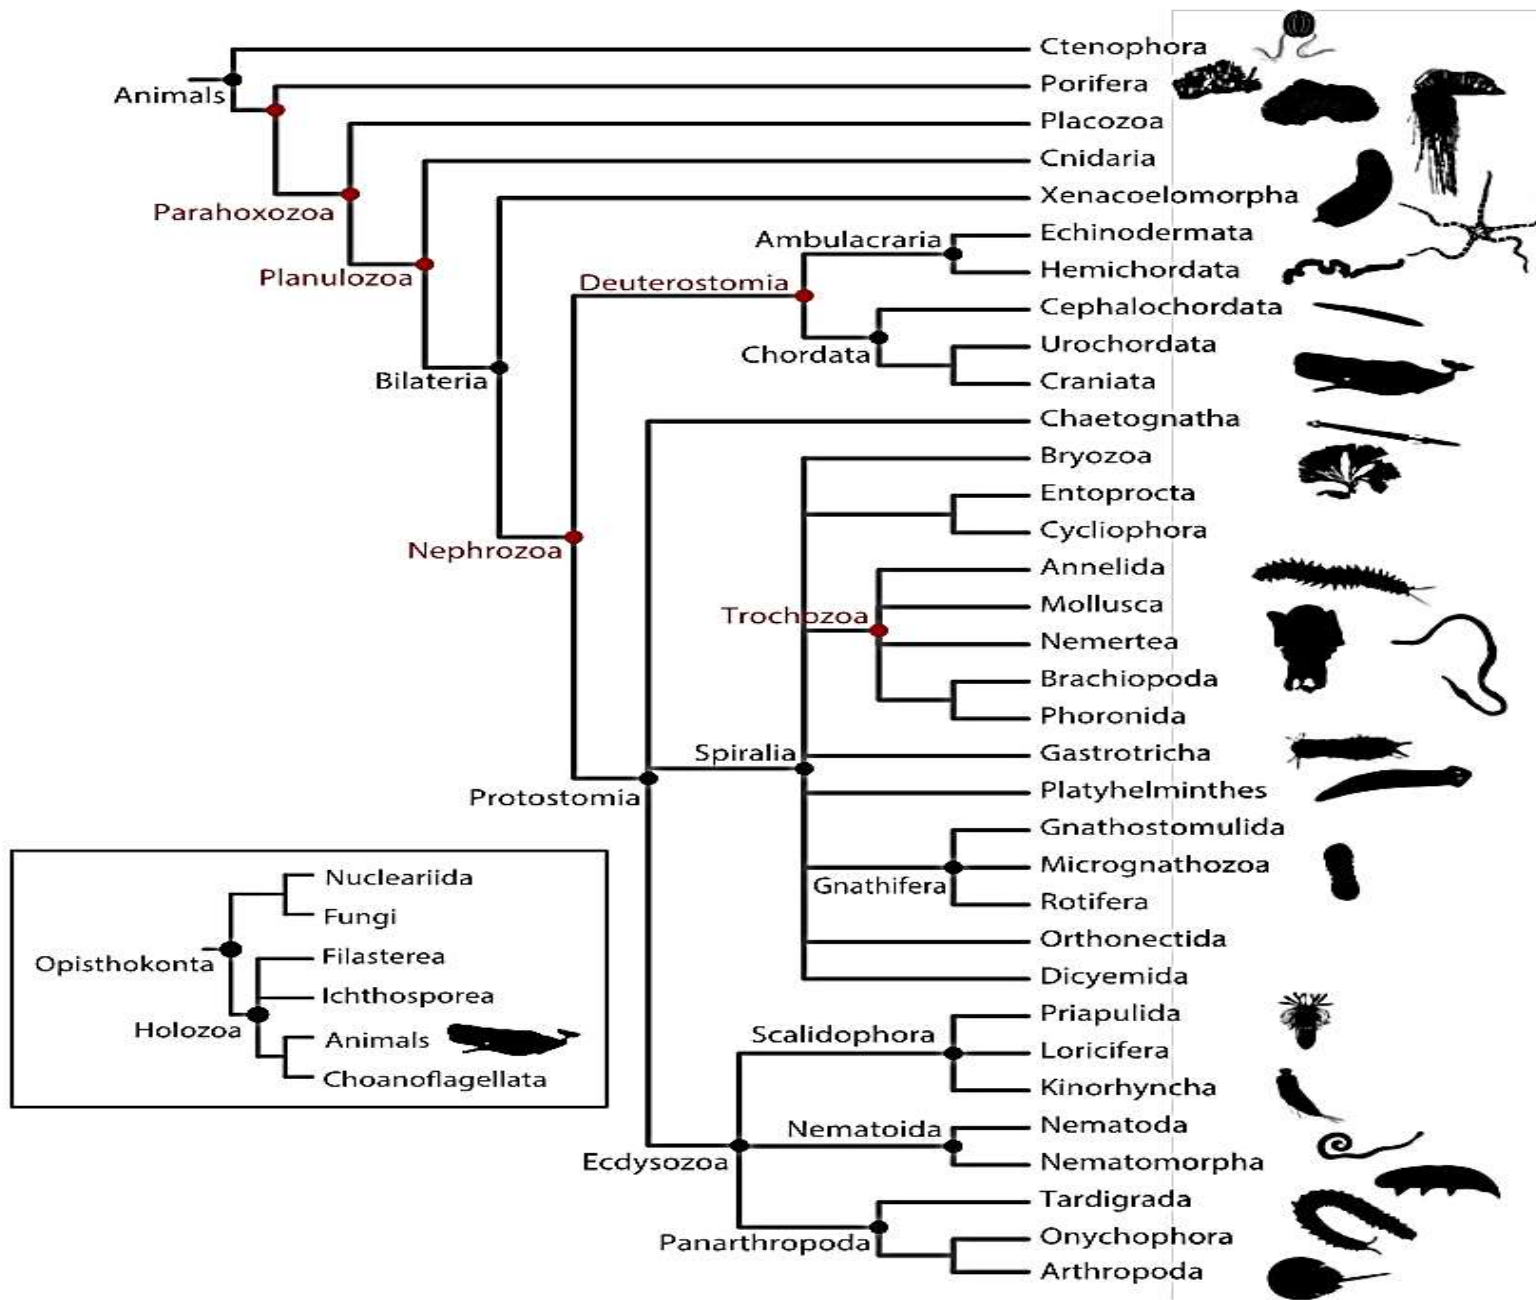 Ctenophora
Animals
Porifera
Placozoa
Cnidaria
Parahoxozoa
Xenacoelomorpha
Ambulacraria
Echinodermata
Planulozoa
Deuterostomia
Hemichordata
Cephalochordata
Chordata
Urochordata
Bilateria
Craniata
Chaetognatha
Bryozoa
Entoprocta
Nephrozoa
Cycliophora
Annelida
Trochozoa
Mollusca
Nemertea
Brachiopoda
Phoronida
Spiralia
Gastrotricha
Protostomia
Platyhelminthes
Gnathostomulida
Gnathifera
Micrognathozoa
Rotifera
Orthonectida
Dicyemida
Nucleariida
Fungi
Opisthokonta
Filasterea
Ichthosporea
Holozoa
Animals
Choanoflagellata
Priapulida
Scalidophora
Loricifera
Kinorhyncha
Nematoida
Nematoda
Ecdysozoa
Nematomorpha
Tardigrada
Panarthropoda
Onychophora
Arthropoda